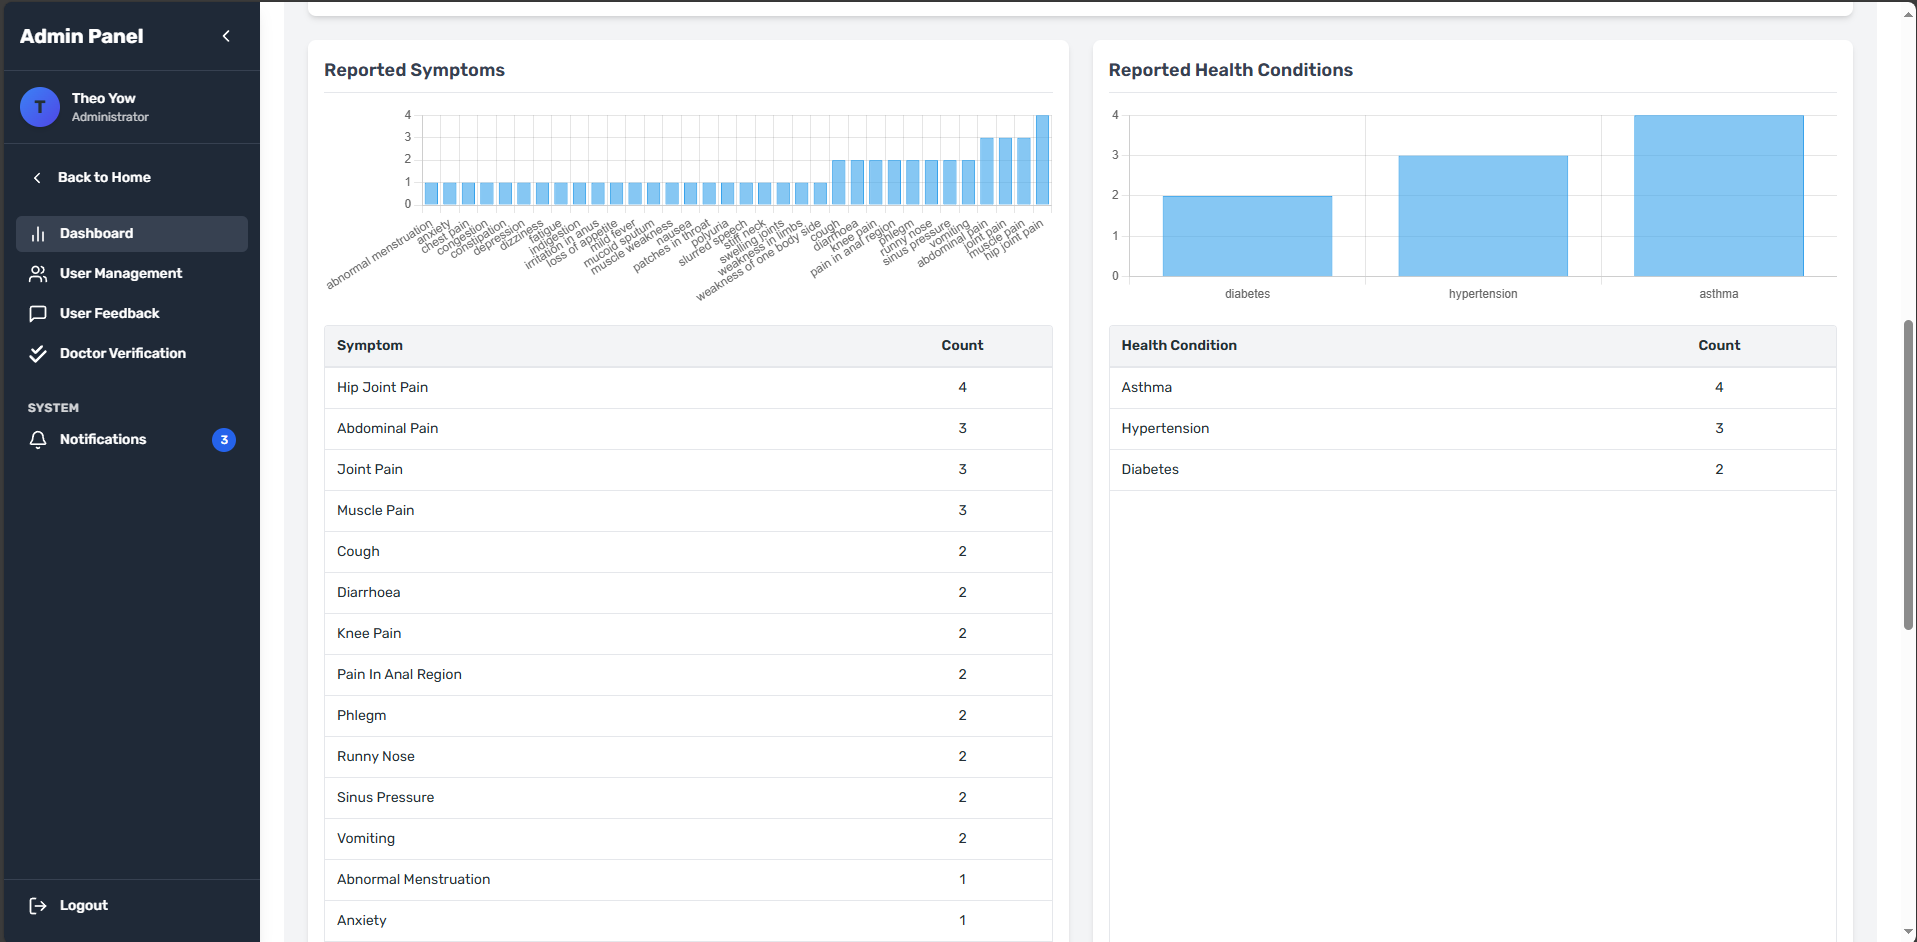 Admin Panel
T
Theo Yow
Administrator
Back to Home
Dashboard
User Management
User Feedback
Doctor Verification
SYSTEM
Notifications
3
Logout
Reported Symptoms
4
3
2
1
0
abnormal menstruation
anxiety
chest pain
congestion
constipation
depression
dizziness
fatigue
indigestion
irritation in anus
loss of appetite
mild fever
mucoid sputum
muscle weakness
nausea
patches in throat
polyuria
slurred speech
stiff neck
swelling joints
weakness in limbs
weakness of one body side
cough
diarrhoea
knee pain
pain in anal region
phlegm
runny nose
sinus pressure
vomiting
abdominal pain
joint pain
muscle pain
hip joint pain
Symptom Count
Hip Joint Pain 4
Abdominal Pain 3
Joint Pain 3
Muscle Pain 3
Cough 2
Diarrhoea 2
Knee Pain 2
Pain In Anal Region 2
Phlegm 2
Runny Nose 2
Sinus Pressure 2
Vomiting 2
Abnormal Menstruation 1
Anxiety 1
Reported Health Conditions
4
3
2
1
0
diabetes
hypertension
asthma
Health Condition Count
Asthma 4
Hypertension 3
Diabetes 2